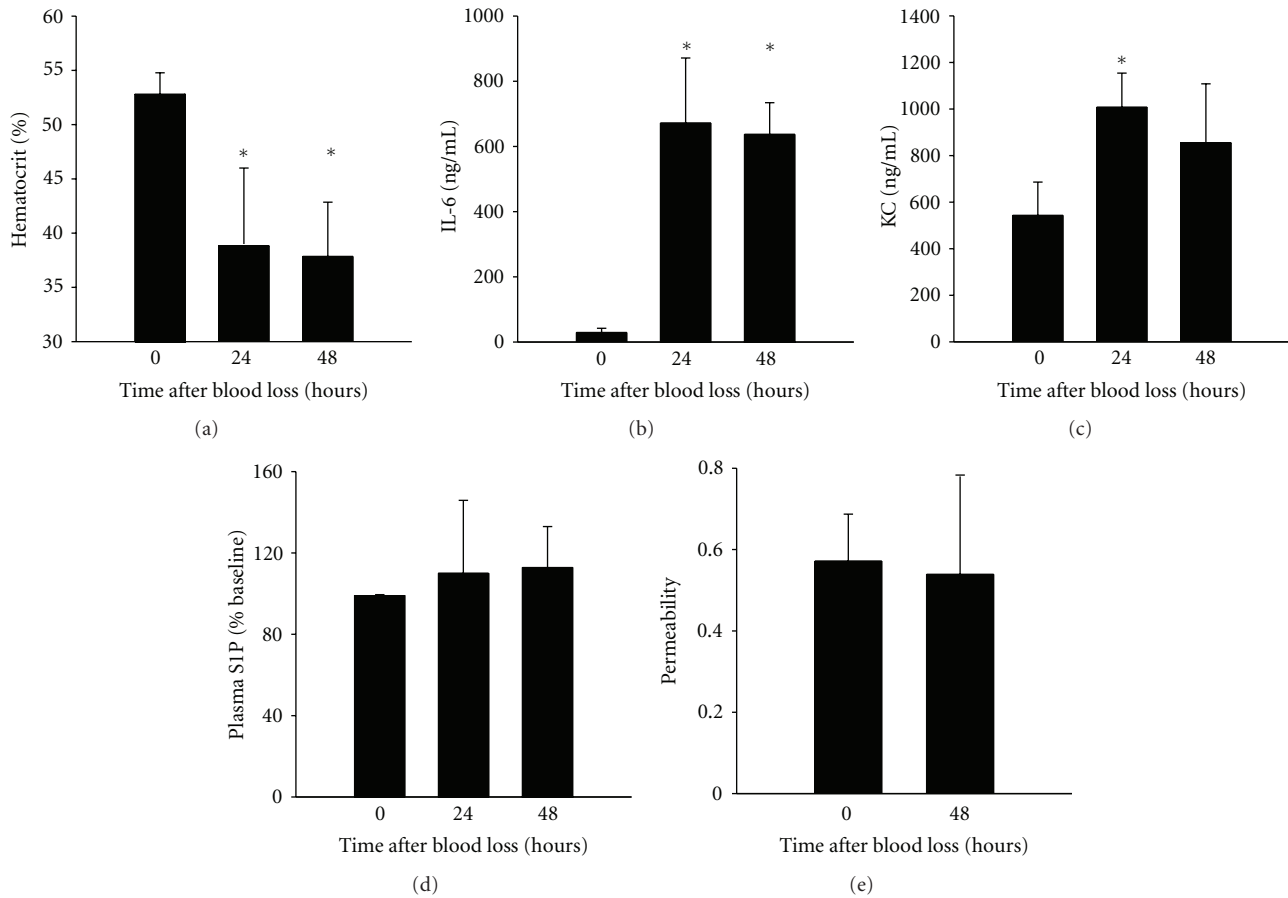 60
55
50
45
40
35
30
Hematocrit (%)
*
*
0 24 48
Time after blood loss (hours)
(a)
1000
800
600
400
200
0
IL-6 (ng/mL)
*
*
0 24 48
Time after blood loss (hours)
(b)
1400
1200
1000
800
600
400
200
0
KC (ng/mL)
*
0 24 48
Time after blood loss (hours)
(c)
160
120
80
40
0
Plasma S1P (% baseline)
0 24 48
Time after blood loss (hours)
(d)
0.8
0.6
0.4
0.2
0
Permeability
0 48
Time after blood loss (hours)
(e)